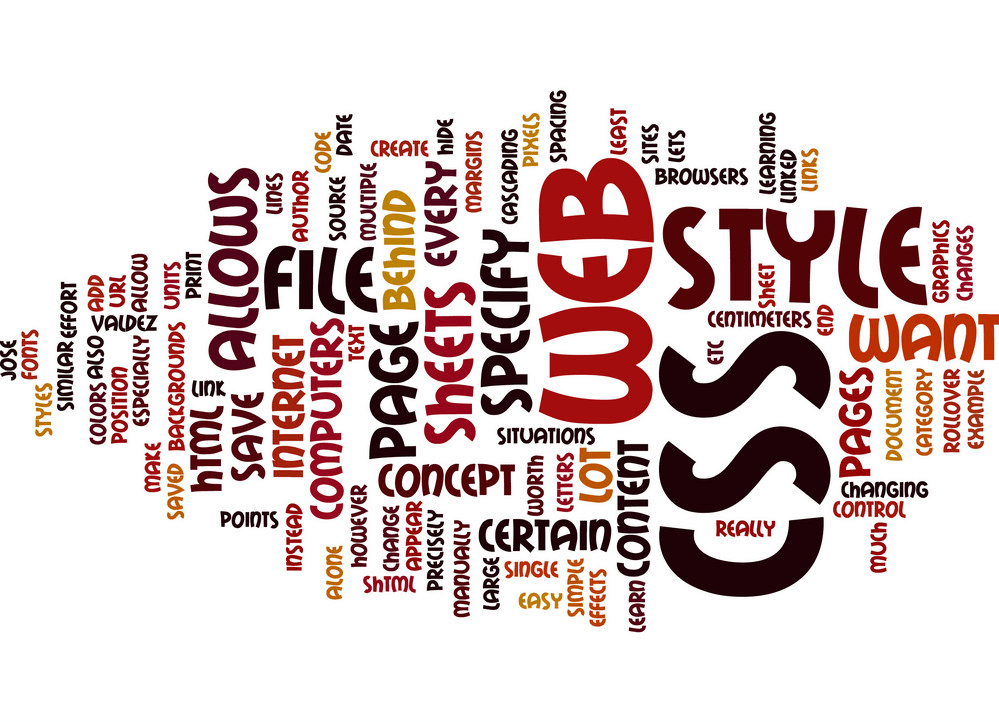 JOSE
FONTS
STYLES
SIMILAR
EFFORT
COLORS
ALSO
ADD
VALDEZ
POSITION
URL
ESPECIALLY
ALLOW
MAKE
SAVED
BACKGROUNDS
UNITS
PRINT
LINK
HTML
ALLOWS
SAVE
POINTS
LINES
AUTHOR
CODE
DATE
SOURCE
MULTIPLE
CREATE
FILE
BEHIND
INTERNET
COMPUTERS
TEXT
INSTEAD
ALONE
HOWEVER
PAGE
SHEETS
EVERY
HIDE
MARGINS
CASCADING
PIXELS
SPACING
SPECIFY
CONCEPT
CHANGE
APPEAR
SHTML
PRECISELY
MANUALLY
LARGE
CERTAIN
SINGLE
EASY
SIMPLE
EFFECTS
WORTH
LETTERS
LOT
SITUATIONS
CONTENT
LEARN
WEB
LEAST
SITES
LETS
BROWSERS
LEARNING
LINKED
LINKS
STYLE
SHEET
CENTIMETERS
END
ETC
CSS
REALLY
GRAPHICS
CHANGES
WANT
PAGES
DOCUMENT
CATEGORY
ROLLOVER
EXAMPLE
CHANGING
CONTROL
MUCH